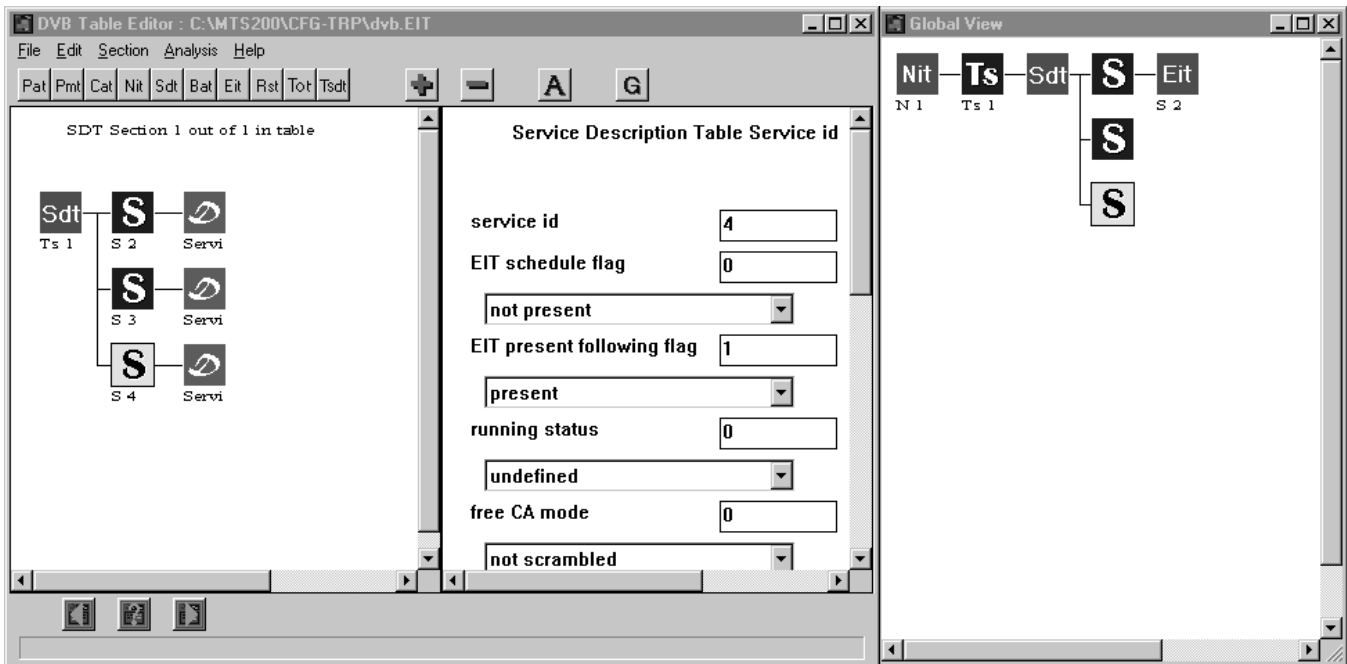 DVB Table Editor : C:\MTS200\CFG-TRP\dvb.EIT
File Edit Section Analysis Help
Pat Pmt Cat Nit Sdt Bat Eit Rst Tot Tsdt A G
SDT Section 1 out of 1 in table
Sdt S
Ts 1 S 2 Servi
S
S 3 Servi
S
S 4 Servi
Service Description Table Service id
service id 4
EIT schedule flag 0
not present
EIT present following flag 1
present
running status 0
undefined
free CA mode 0
not scrambled
Global View
Nit Ts Sdt S Eit
N 1 Ts 1 S 2
S
S